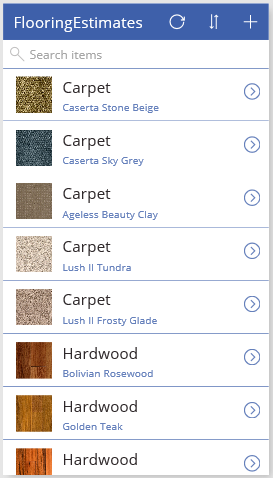 FlooringEstimates
Search items
Carpet
Caserta Stone Beige
Carpet
Caserta Sky Grey
Carpet
Ageless Beauty Clay
Carpet
Lush II Tundra
Carpet
Lush II Frosty Glade
Hardwood
Bolivian Rosewood
Hardwood
Golden Teak
Hardwood